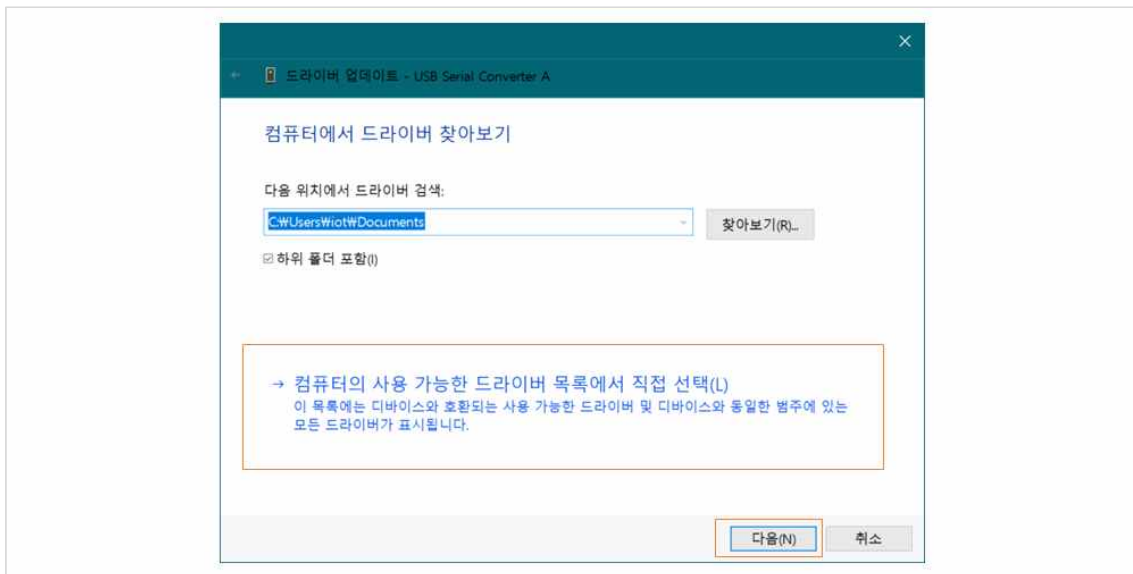 드라이버 업데이트 - USB Serial Converter A
컴퓨터에서 드라이버 찾아보기
다음 위치에서 드라이버 검색:
C:₩Users₩iot₩Documents
찾아보기(R)...
하위 폴더 포함(I)
→ 컴퓨터의 사용 가능한 드라이버 목록에서 직접 선택(L)
이 목록에는 디바이스와 호환되는 사용 가능한 드라이버 및 디바이스와 동일한 범주에 있는
모든 드라이버가 표시됩니다.
다음(N)
취소